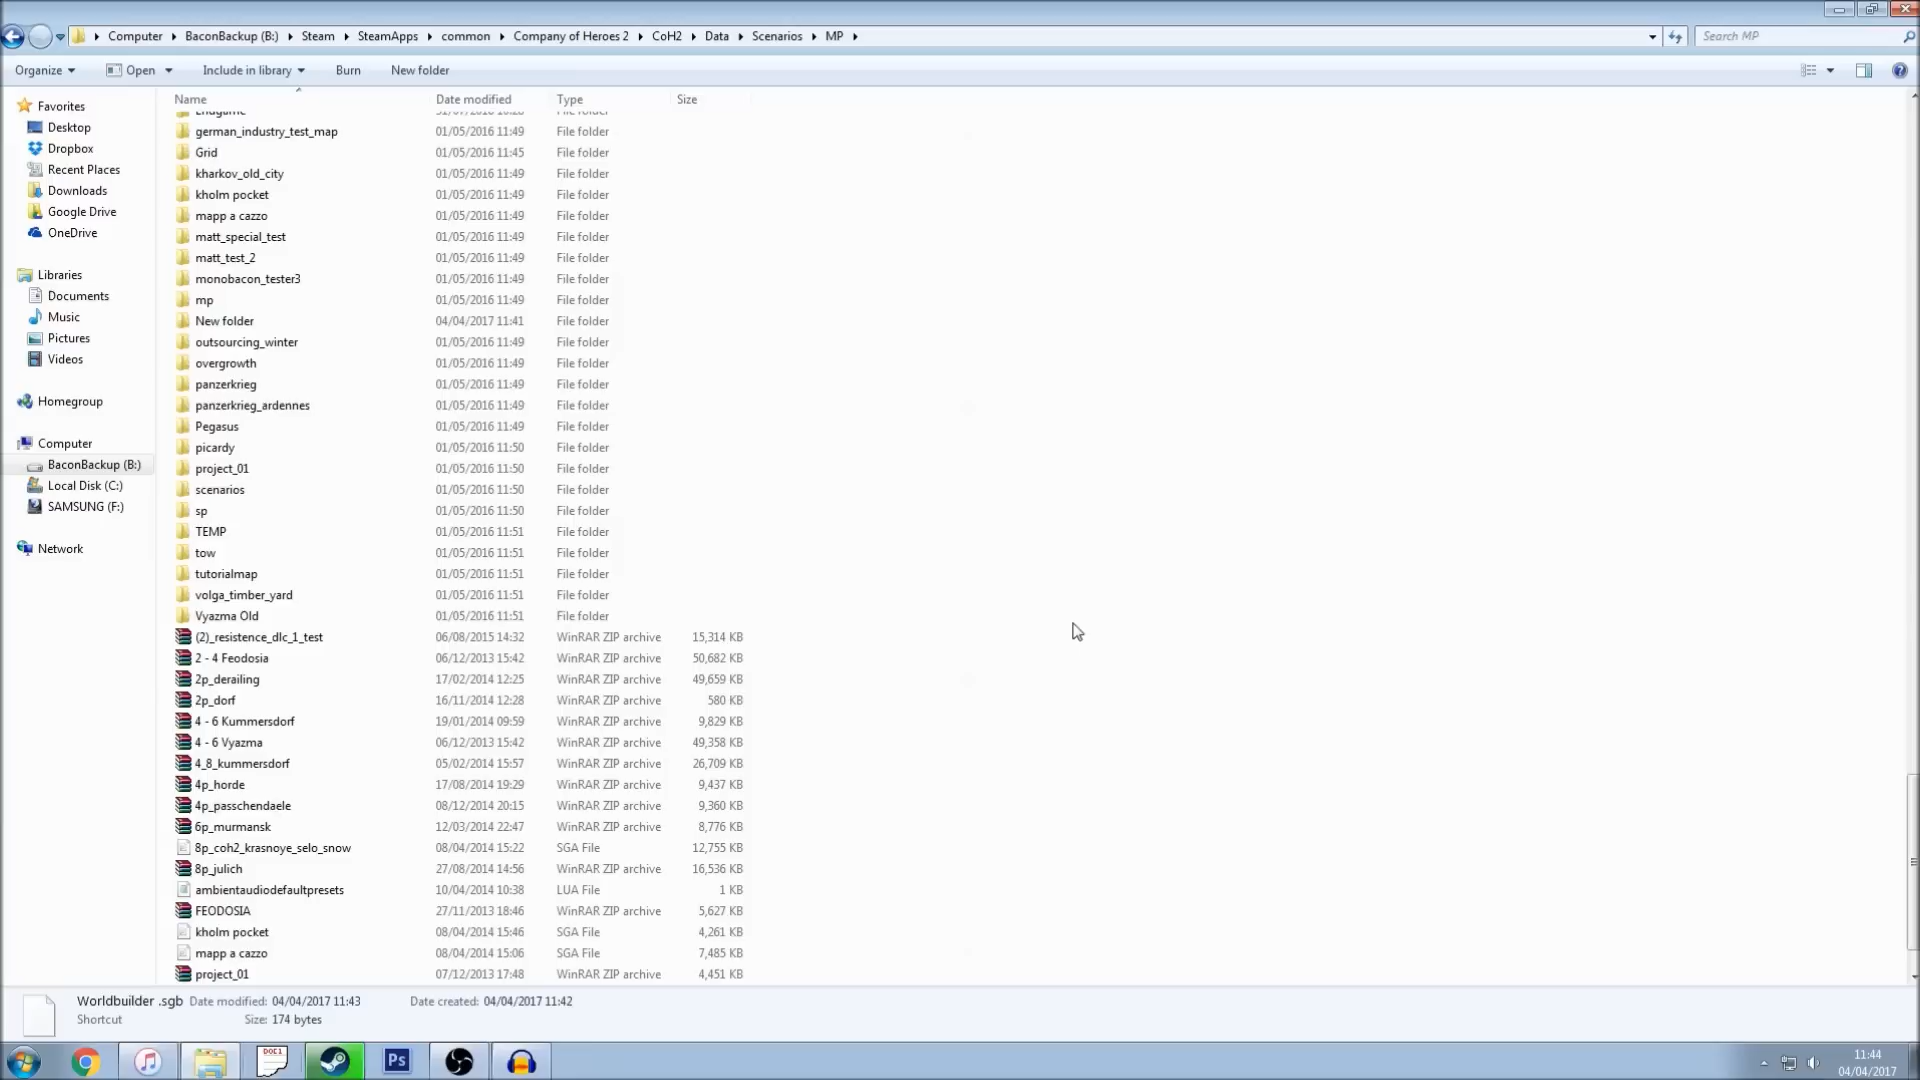 Computer BaconBackup (B:) Steam SteamApps common Company of Heroes 2 CoH2 Data Scenarios MP
Search MP
Organize Open Include in library Burn New folder
Favorites
Desktop
Dropbox
Recent Places
Downloads
Google Drive
OneDrive
Libraries
Documents
Music
Pictures
Videos
Homegroup
Computer
BaconBackup (B:)
Local Disk (C:)
SAMSUNG (F:)
Network
Name Date modified Type Size
Endgame File folder
german_industry_test_map 01/05/2016 11:49 File folder
Grid 01/05/2016 11:45 File folder
kharkov_old_city 01/05/2016 11:49 File folder
kholm pocket 01/05/2016 11:49 File folder
mapp a cazzo 01/05/2016 11:49 File folder
matt_special_test 01/05/2016 11:49 File folder
matt_test_2 01/05/2016 11:49 File folder
monobacon_tester3 01/05/2016 11:49 File folder
mp 01/05/2016 11:49 File folder
New folder 04/04/2017 11:41 File folder
outsourcing_winter 01/05/2016 11:49 File folder
overgrowth 01/05/2016 11:49 File folder
panzerkrieg 01/05/2016 11:49 File folder
panzerkrieg_ardennes 01/05/2016 11:49 File folder
Pegasus 01/05/2016 11:49 File folder
picardy 01/05/2016 11:50 File folder
project_01 01/05/2016 11:50 File folder
scenarios 01/05/2016 11:50 File folder
sp 01/05/2016 11:50 File folder
TEMP 01/05/2016 11:51 File folder
tow 01/05/2016 11:51 File folder
tutorialmap 01/05/2016 11:51 File folder
volga_timber_yard 01/05/2016 11:51 File folder
Vyazma Old 01/05/2016 11:51 File folder
(2)_resistence_dlc_1_test 06/08/2015 14:32 WinRAR ZIP archive 15,314 KB
2 - 4 Feodosia 06/12/2013 15:42 WinRAR ZIP archive 50,682 KB
2p_derailing 17/02/2014 12:25 WinRAR ZIP archive 49,659 KB
2p_dorf 16/11/2014 12:28 WinRAR ZIP archive 580 KB
4 - 6 Kummersdorf 19/01/2014 09:59 WinRAR ZIP archive 9,829 KB
4 - 6 Vyazma 06/12/2013 15:42 WinRAR ZIP archive 49,358 KB
4_8_kummersdorf 05/02/2014 15:57 WinRAR ZIP archive 26,709 KB
4p_horde 17/08/2014 19:29 WinRAR ZIP archive 9,437 KB
4p_passchendaele 08/12/2014 20:15 WinRAR ZIP archive 9,360 KB
6p_murmansk 12/03/2014 22:47 WinRAR ZIP archive 8,776 KB
8p_coh2_krasnoye_selo_snow 08/04/2014 15:22 SGA File 12,755 KB
8p_julich 27/08/2014 14:56 WinRAR ZIP archive 16,536 KB
ambientaudiodefaultpresets 10/04/2014 10:38 LUA File 1 KB
FEODOSIA 27/11/2013 18:46 WinRAR ZIP archive 5,627 KB
kholm pocket 08/04/2014 15:46 SGA File 4,261 KB
mapp a cazzo 08/04/2014 15:06 SGA File 7,485 KB
project_01 07/12/2013 17:48 WinRAR ZIP archive 4,451 KB
Worldbuilder .sgb Date modified: 04/04/2017 11:43 Date created: 04/04/2017 11:42
Shortcut Size: 174 bytes
DOC1
Ps
11:44
04/04/2017